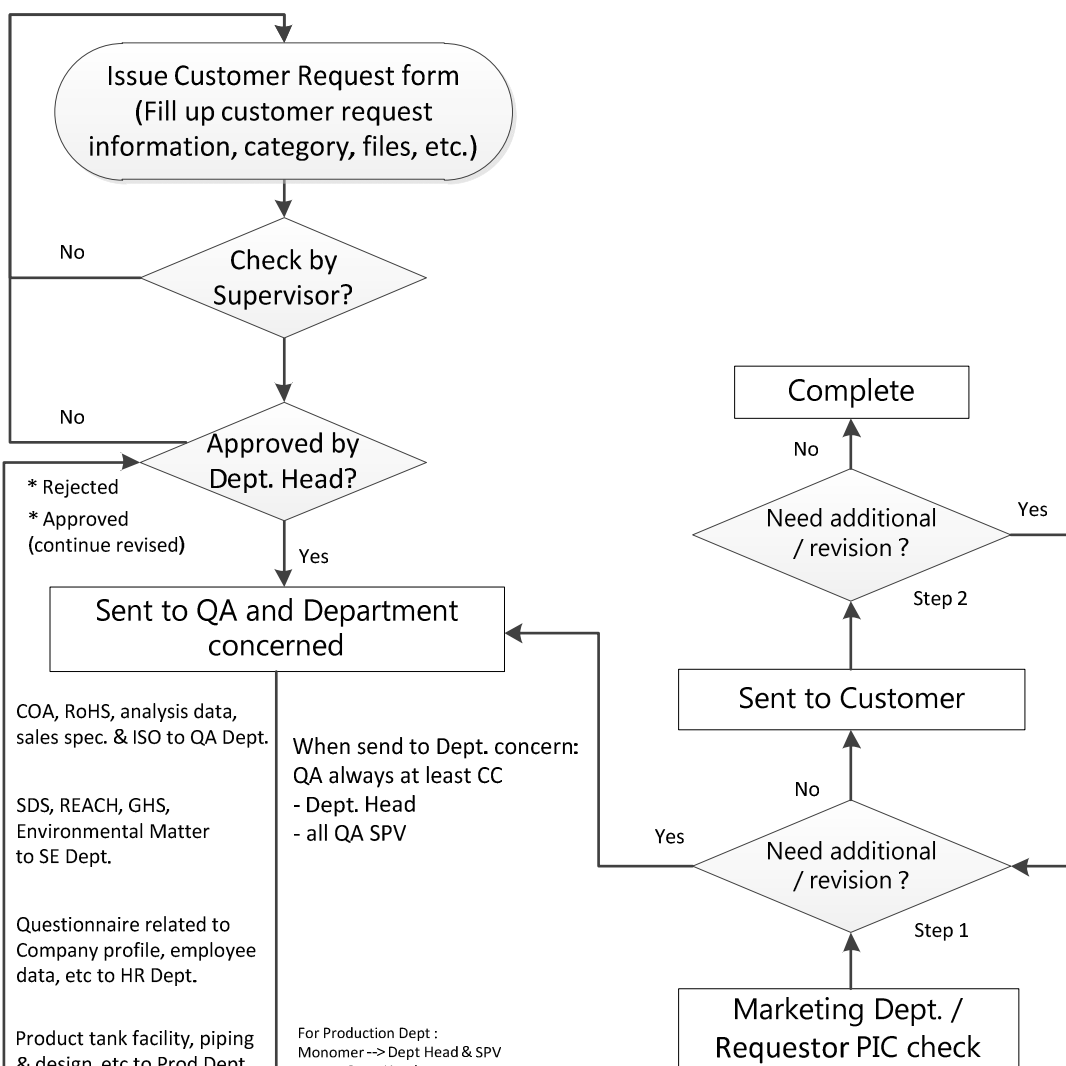 Issue Customer Request form
(Fill up customer request
information, category, files, etc.)
No
Check by
Supervisor?
No
Approved by
Dept. Head?
* Rejected
* Approved
(continue revised)
Yes
Sent to QA and Department
concerned
COA, RoHS, analysis data,
sales spec. & ISO to QA Dept.
SDS, REACH, GHS,
Environmental Matter
to SE Dept.
Questionnaire related to
Company profile, employee
data, etc to HR Dept.
Product tank facility, piping
& design, etc to Prod Dept
When send to Dept. concern:
QA always at least CC
- Dept. Head
- all QA SPV
For Production Dept :
Monomer --> Dept Head & SPV
Complete
No
Need additional
/ revision ?
Yes
Step 2
Sent to Customer
No
Yes
Need additional
/ revision ?
Step 1
Marketing Dept. /
Requestor PIC check